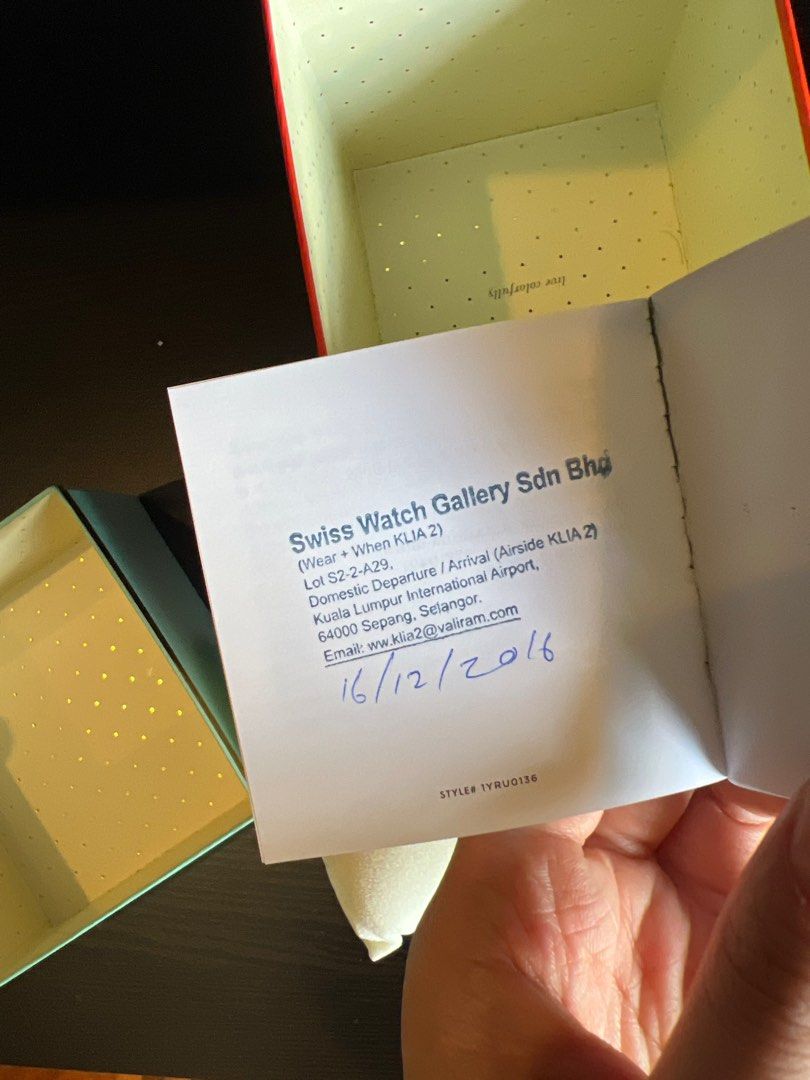 live colorfully
Swiss Watch Gallery Sdn Bhd
(Wear + When KLIA 2)
Lot S2-2-A29,
Domestic Departure / Arrival (Airside KLIA 2)
Kuala Lumpur International Airport,
64000 Sepang, Selangor.
Email: ww.klia2@valiram.com
16/12/2016
STYLE# 1YRU0136